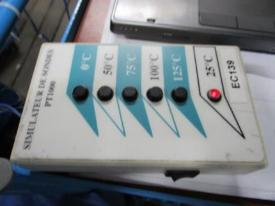 SIMULATEUR DE SONDES
PT1000
0°C
50°C
75°C
100°C
125°C
25°C
EC139